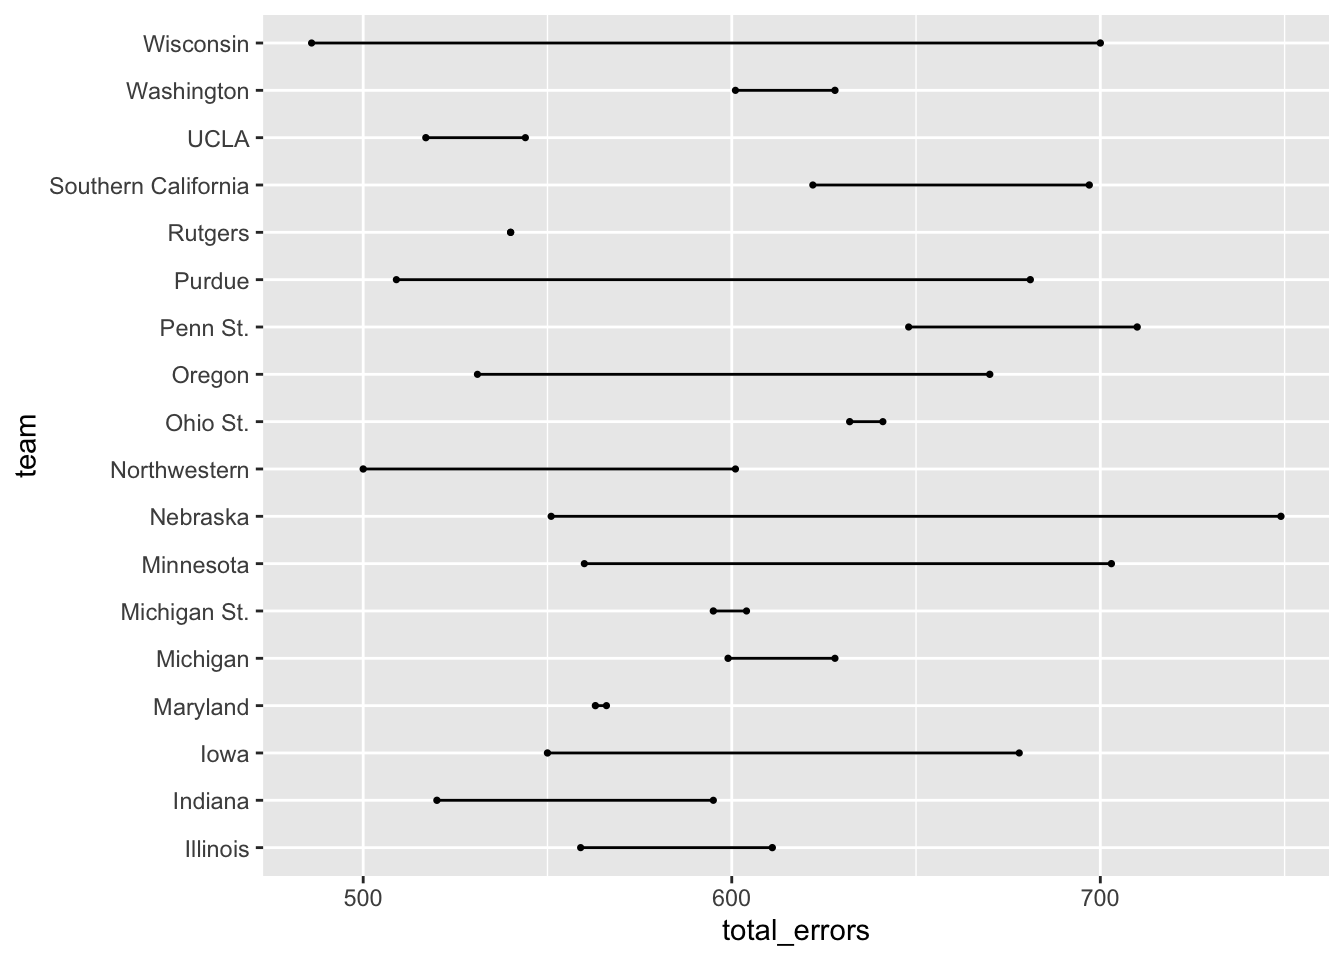 Wisconsin
Washington
UCLA
Southern California
Rutgers
Purdue
Penn St.
Oregon
Ohio St.
Northwestern
Nebraska
Minnesota
Michigan St.
Michigan
Maryland
Iowa
Indiana
Illinois
team
500 600 700
total_errors